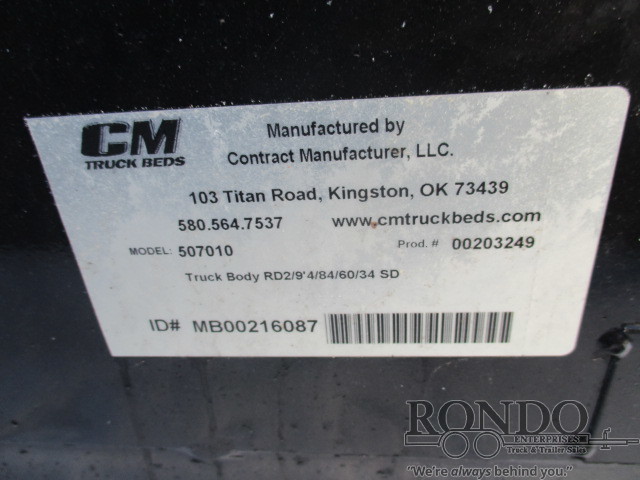 CM
TRUCK BEDS
Manufactured by
Contract Manufacturer, LLC.
103 Titan Road, Kingston, OK 73439
580.564.7537 www.cmtruckbeds.com
MODEL: 507010 Prod. # 00203249
Truck Body RD2/9'4/84/60/34 SD
ID# MB00216087
RONDO
ENTERPRISES
Truck & Trailer Sales
"We're always behind you."